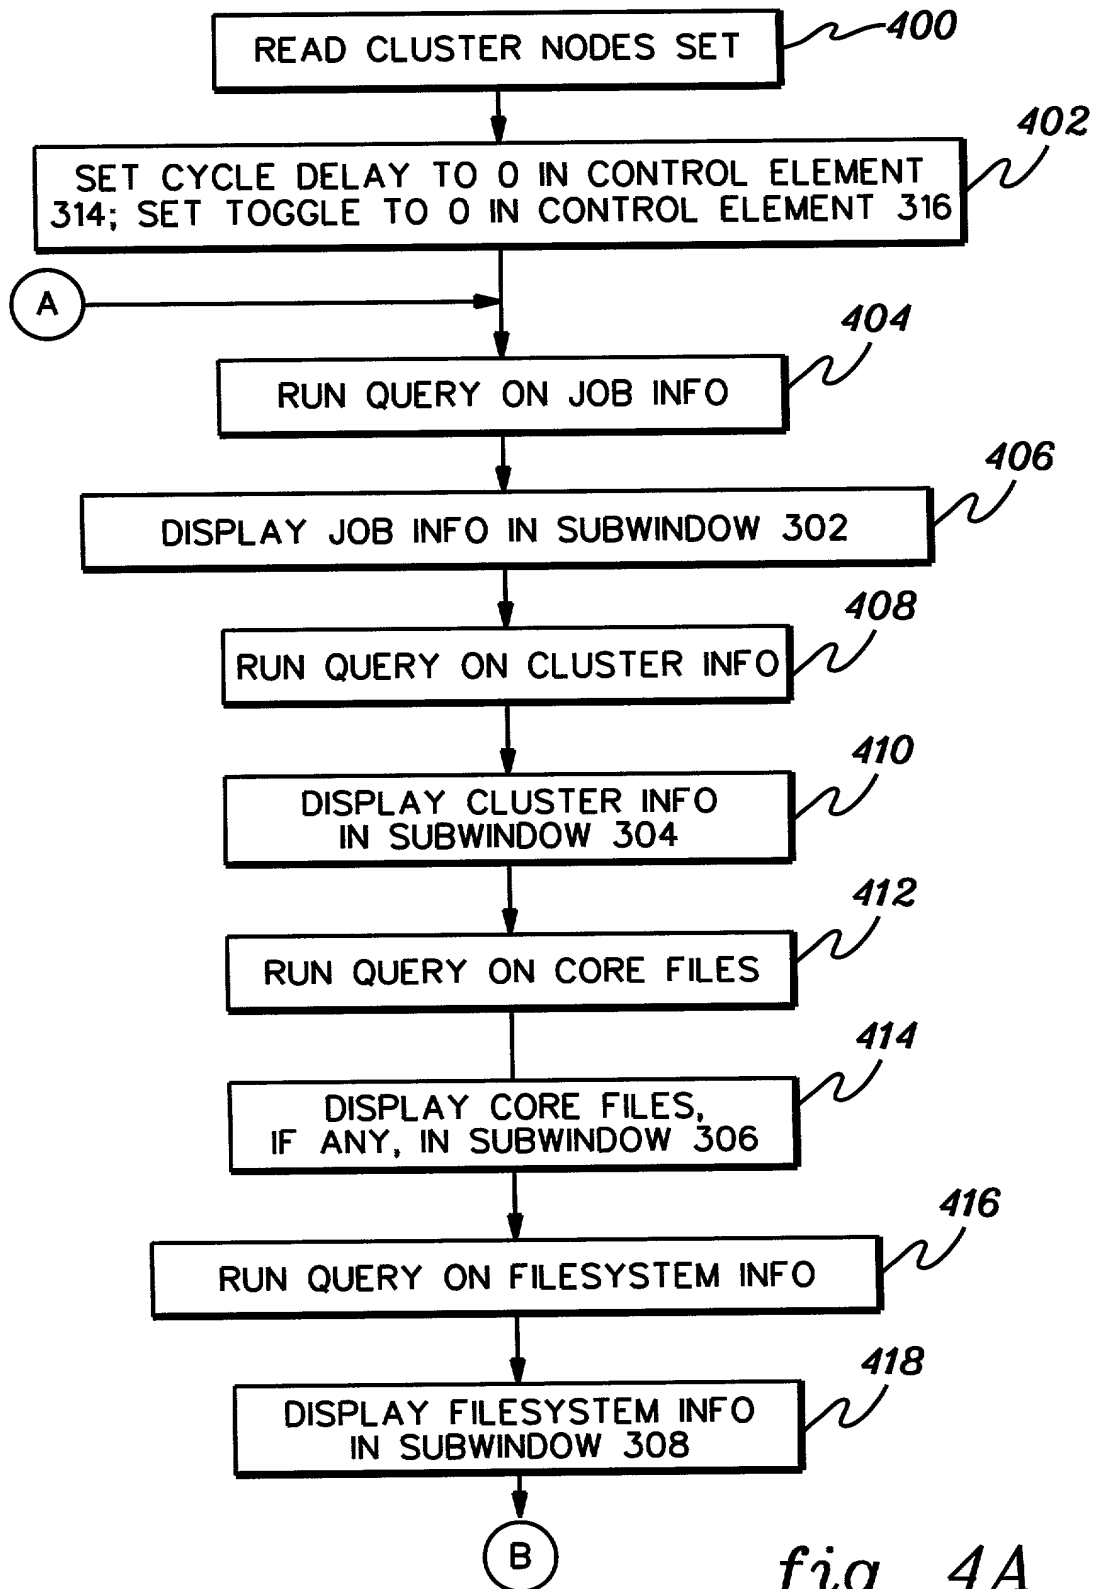 READ CLUSTER NODES SET
400
402
SET CYCLE DELAY TO 0 IN CONTROL ELEMENT
314; SET TOGGLE TO 0 IN CONTROL ELEMENT 316
A
404
RUN QUERY ON JOB INFO
406
DISPLAY JOB INFO IN SUBWINDOW 302
408
RUN QUERY ON CLUSTER INFO
410
DISPLAY CLUSTER INFO
IN SUBWINDOW 304
412
RUN QUERY ON CORE FILES
414
DISPLAY CORE FILES,
IF ANY, IN SUBWINDOW 306
416
RUN QUERY ON FILESYSTEM INFO
418
DISPLAY FILESYSTEM INFO
IN SUBWINDOW 308
B
fig 4A